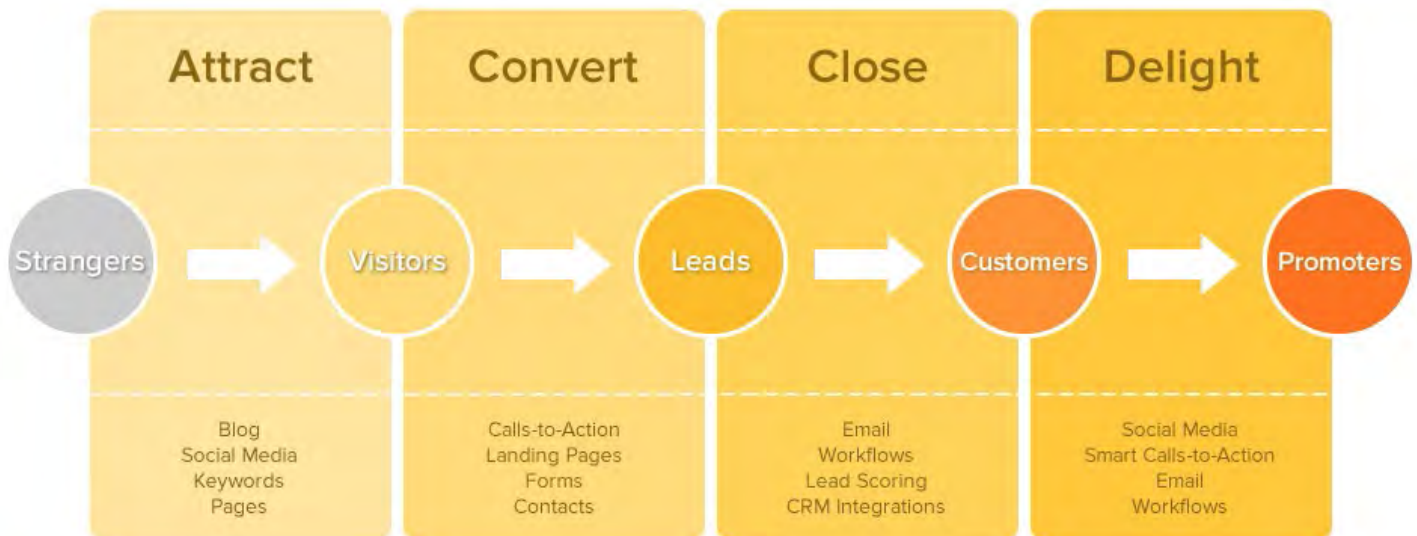 Attract
Convert
Close
Delight
Strangers
Visitors
Leads
Customers
Promoters
Blog
Social Media
Keywords
Pages
Calls-to-Action
Landing Pages
Forms
Contacts
Email
Workflows
Lead Scoring
CRM Integrations
Social Media
Smart Calls-to-Action
Email
Workflows